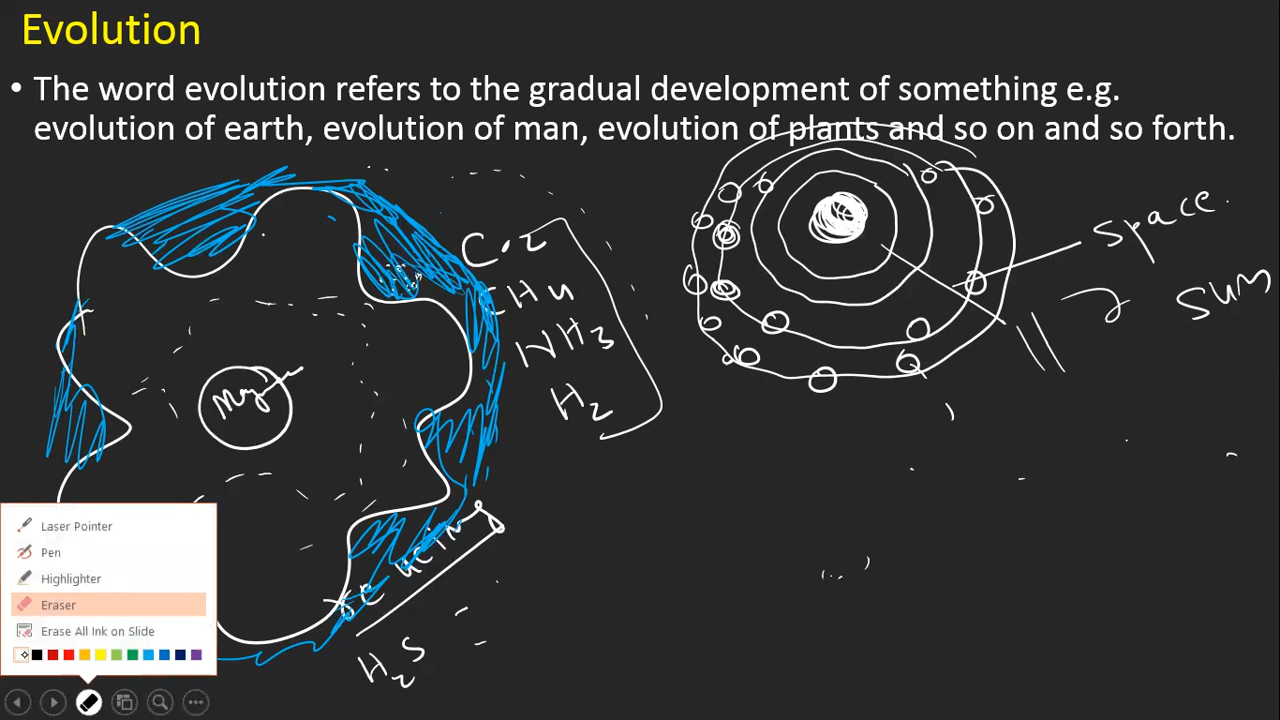 Evolution
• The word evolution refers to the gradual development of something e.g.
evolution of earth, evolution of man, evolution of plants and so on and so forth.
space
Sun
CO2
CH4
NH3
H2
H2S
Laser Pointer
Pen
Highlighter
Eraser
Erase All Ink on Slide